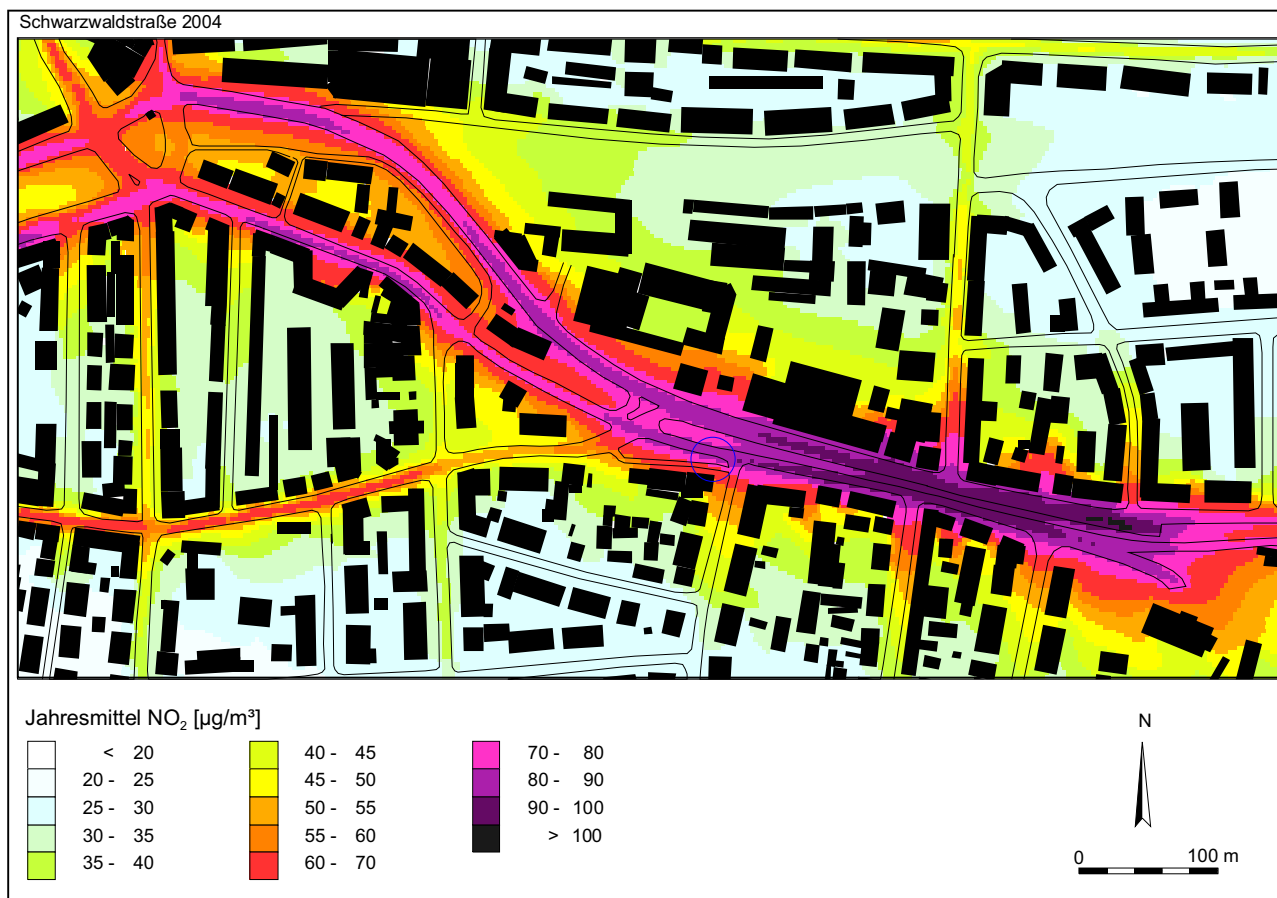 Schwarzwaldstraße 2004
Jahresmittel NO₂ [µg/m³]
< 20
20 - 25
25 - 30
30 - 35
35 - 40
40 - 45
45 - 50
50 - 55
55 - 60
60 - 70
70 - 80
80 - 90
90 - 100
> 100
N
0 100 m